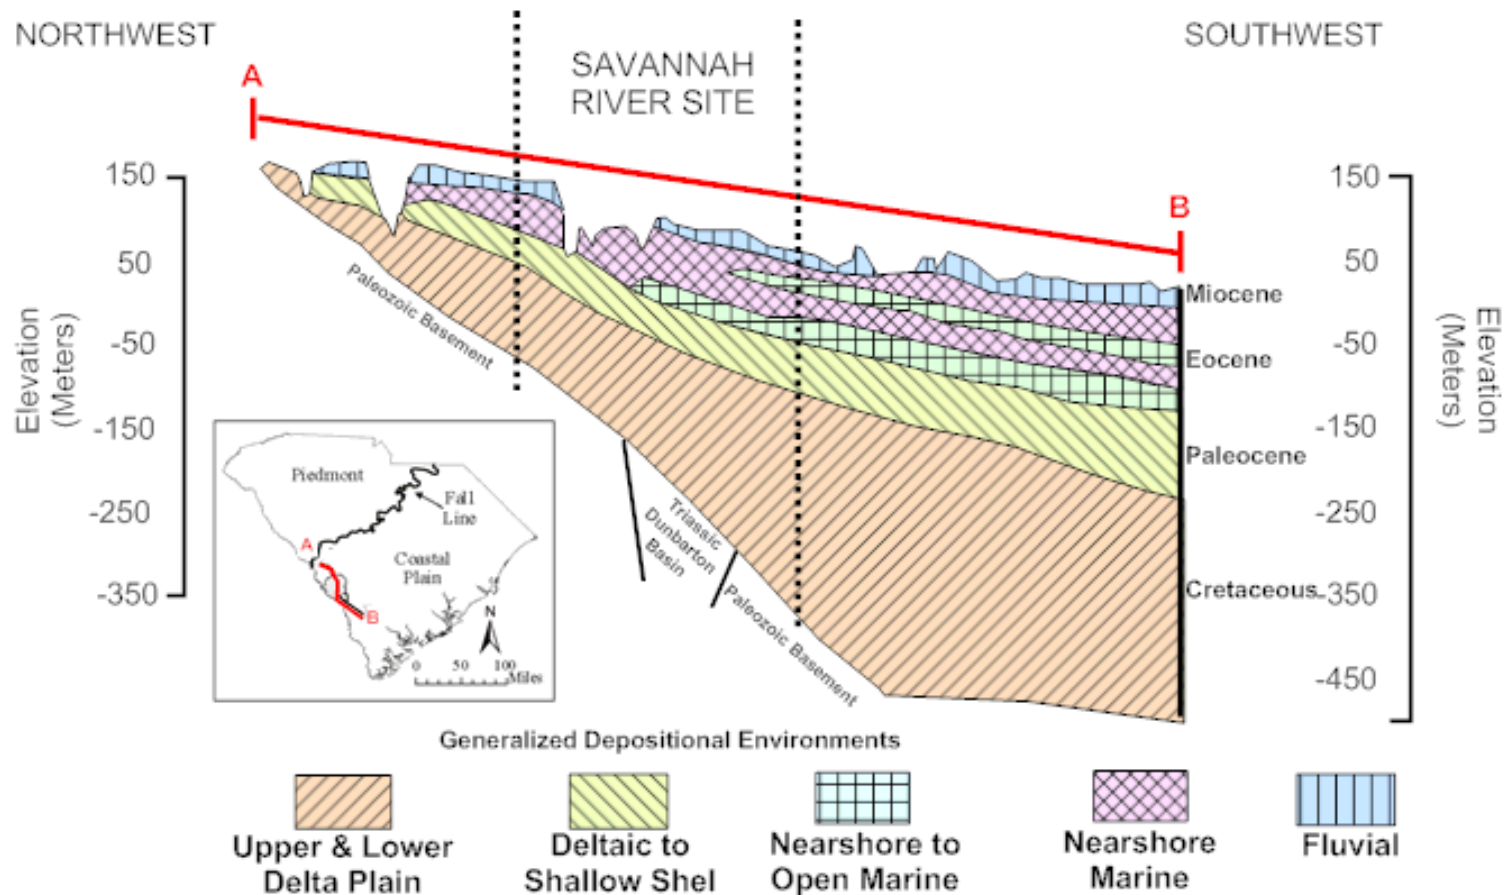 NORTHWEST
SOUTHWEST
SAVANNAH
RIVER SITE
A
B
150
50
-50
-150
-250
-350
Elevation
(Meters)
150
50
-50
-150
-250
-350
-450
Elevation
(Meters)
Miocene
Eocene
Paleocene
Cretaceous
Paleozoic Basement
Triassic
Dunbarton
Basin
Paleozoic Basement
Piedmont
Fall
Line
Coastal
Plain
A
B
N
0 50 100
Miles
Generalized Depositional Environments
Upper & Lower
Delta Plain
Deltaic to
Shallow Shel
Nearshore to
Open Marine
Nearshore
Marine
Fluvial